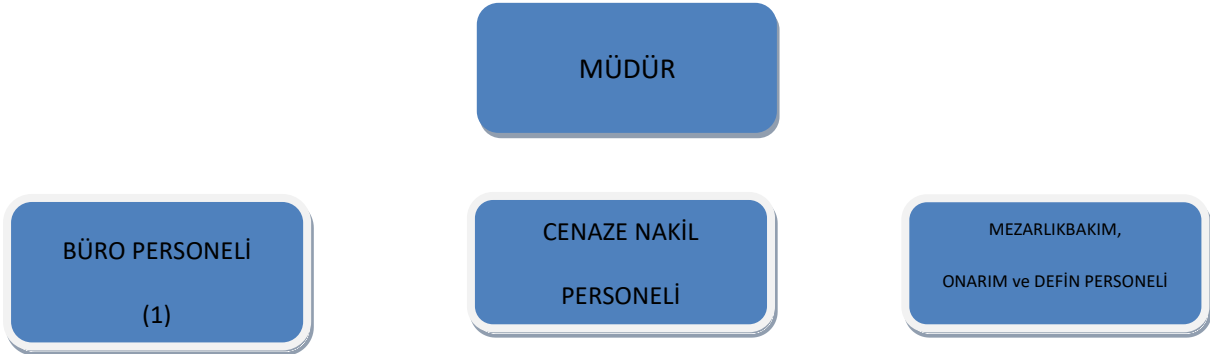 MÜDÜR
BÜRO PERSONELİ
(1)
CENAZE NAKİL
PERSONELİ
MEZARLIKBAKIM,
ONARIM ve DEFİN PERSONELİ